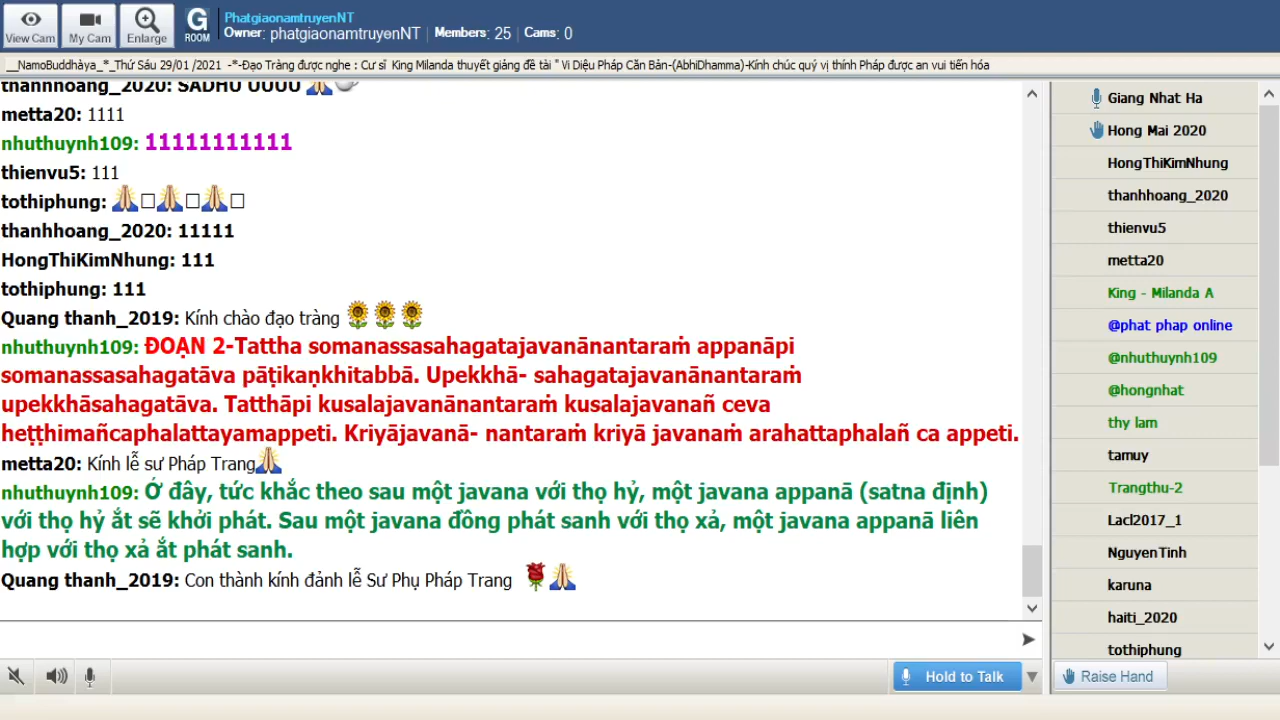 View Cam
My Cam
Enlarge
G
ROOM
PhatgiaonamtruyenNT
Owner: phatgiaonamtruyenNT | Members: 25 | Cams: 0
__NamoBuddhàya_*_Thứ Sáu 29/01 /2021 -*-Đạo Tràng được nghe : Cư sĩ King Milanda thuyết giảng đề tài " Vi Diệu Pháp Căn Bản-(AbhiDhamma)-Kính chúc quý vị thính Pháp được an vui tiến hóa
thanhhoang_2020: SADHU UUUU 🙏
metta20: 1111
nhuthuynh109: 11111111111
thienvu5: 111
tothiphung: 🙏□🙏□🙏□
thanhhoang_2020: 11111
HongThiKimNhung: 111
tothiphung: 111
Quang thanh_2019: Kính chào đạo tràng 🌻🌻🌻
nhuthuynh109: ĐOẠN 2-Tattha somanassasahagatajavanānantaraṁ appanāpi
somanassasahagatāva pāṭikaṇkhitabbā. Upekkhā- sahagatajavanānantaraṁ
upekkhāsahagatāva. Tatthāpi kusalajavanānantaraṁ kusalajavanañ ceva
heṭṭhimañcaphalattayamappeti. Kriyājavanā- nantaraṁ kriyā javanaṁ arahattaphalañ ca appeti.
metta20: Kính lễ sư Pháp Trang🙏
nhuthuynh109: Ở đây, tức khắc theo sau một javana với thọ hỷ, một javana appanā (satna định)
với thọ hỷ ắt sẽ khởi phát. Sau một javana đồng phát sanh với thọ xả, một javana appanā liên
hợp với thọ xả ắt phát sanh.
Quang thanh_2019: Con thành kính đảnh lễ Sư Phụ Pháp Trang 🌹🙏
Hold to Talk
Giang Nhat Ha
Hong Mai 2020
HongThiKimNhung
thanhhoang_2020
thienvu5
metta20
King - Milanda A
@phat phap online
@nhuthuynh109
@hongnhat
thy lam
tamuy
Trangthu-2
Lacl2017_1
NguyenTinh
karuna
haiti_2020
tothiphung
Raise Hand